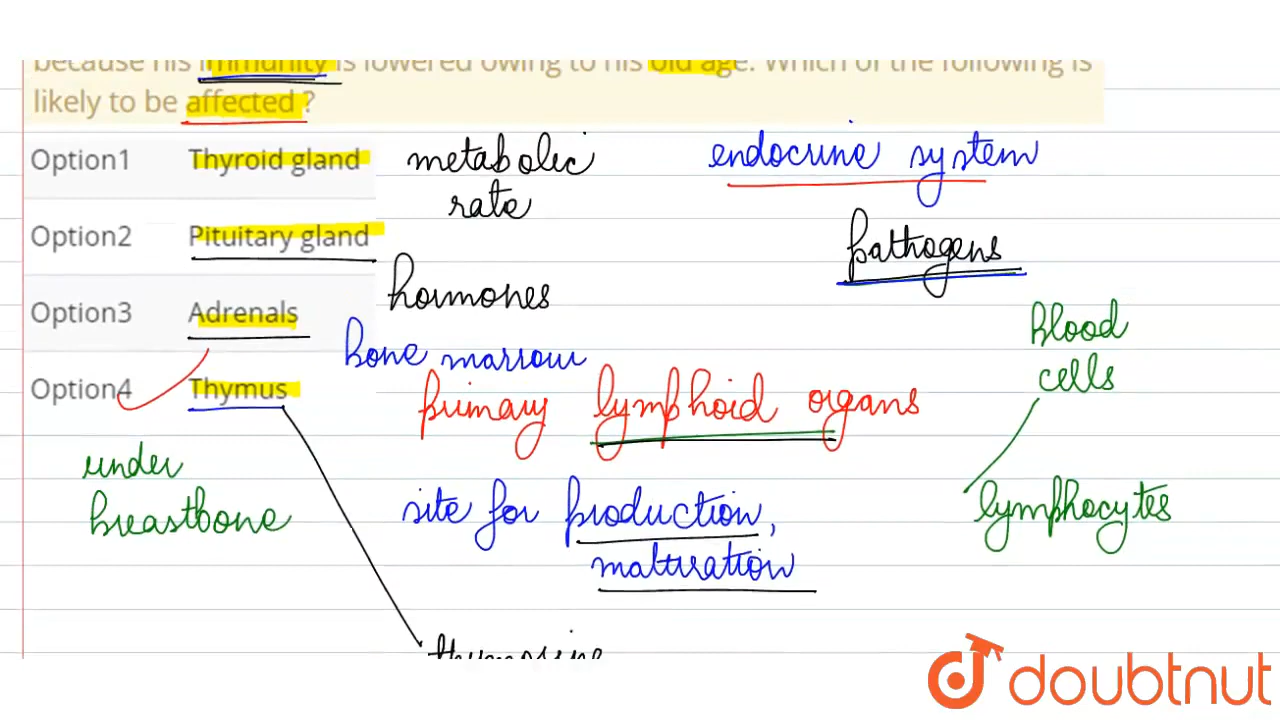 because his immunity is lowered owing to his old age. Which of the following is
likely to be affected ?
Option1 Thyroid gland
Option2 Pituitary gland
Option3 Adrenals
Option4 Thymus
metabolic
rate
endocrine system
pathogens
hormones
bone marrow
primary lymphoid organs
blood
cells
under
breastbone
site for production,
maturation
lymphocytes
doubtnut